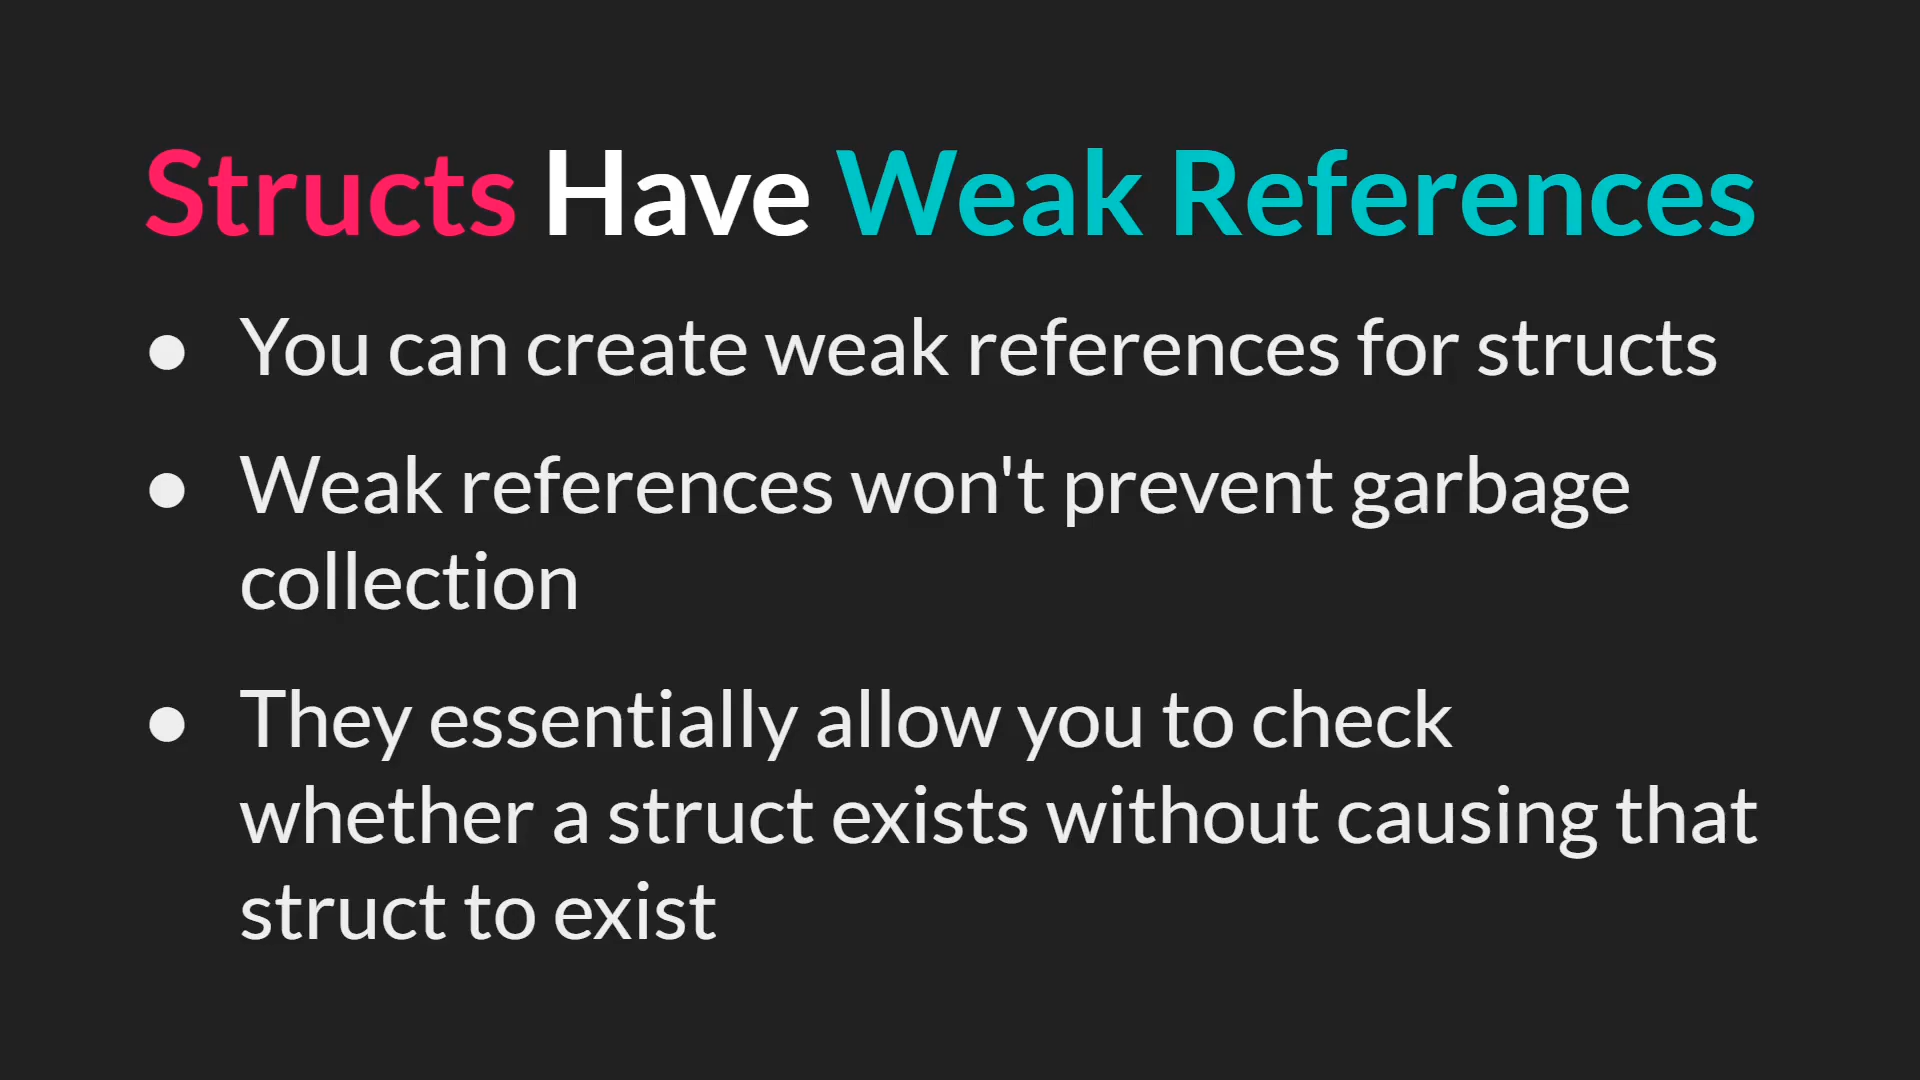 Structs Have Weak References
● You can create weak references for structs
● Weak references won't prevent garbage
collection
● They essentially allow you to check
whether a struct exists without causing that
struct to exist